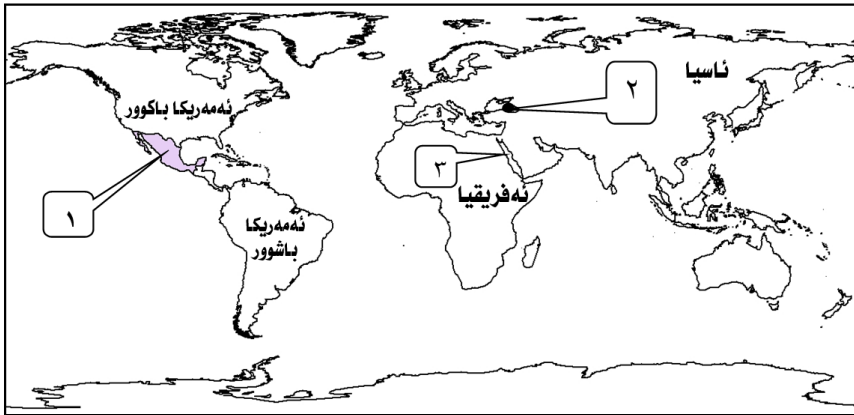 ئاسیا
٢
ئەمەریکا باکوور
٣
ئەفریقیا
١
ئەمەریکا
باشوور